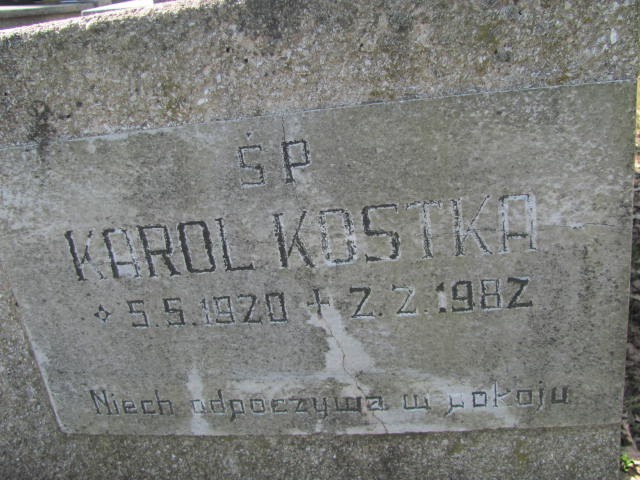 ŚP
KAROL KOSTKA
* 5.5.1920 + 2.2.1982
Niech odpoczywa w pokoju